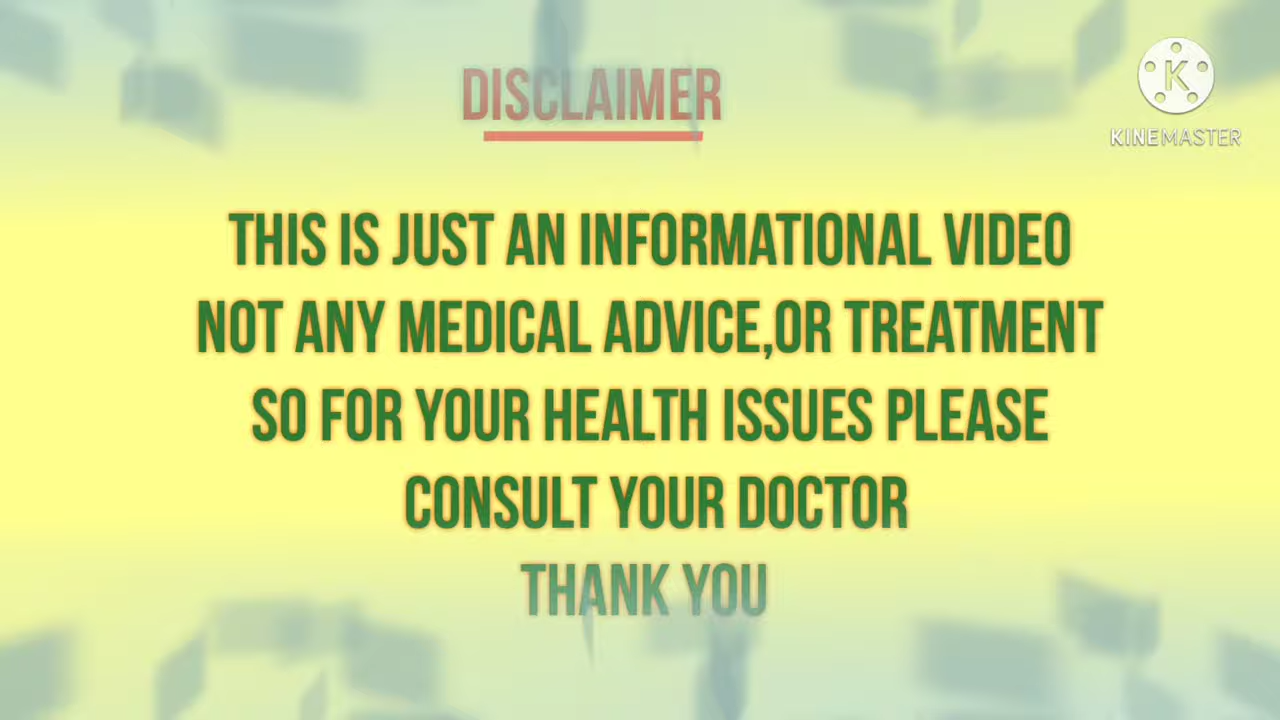 DISCLAIMER
KINEMASTER
THIS IS JUST AN INFORMATIONAL VIDEO
NOT ANY MEDICAL ADVICE,OR TREATMENT
SO FOR YOUR HEALTH ISSUES PLEASE
CONSULT YOUR DOCTOR
THANK YOU